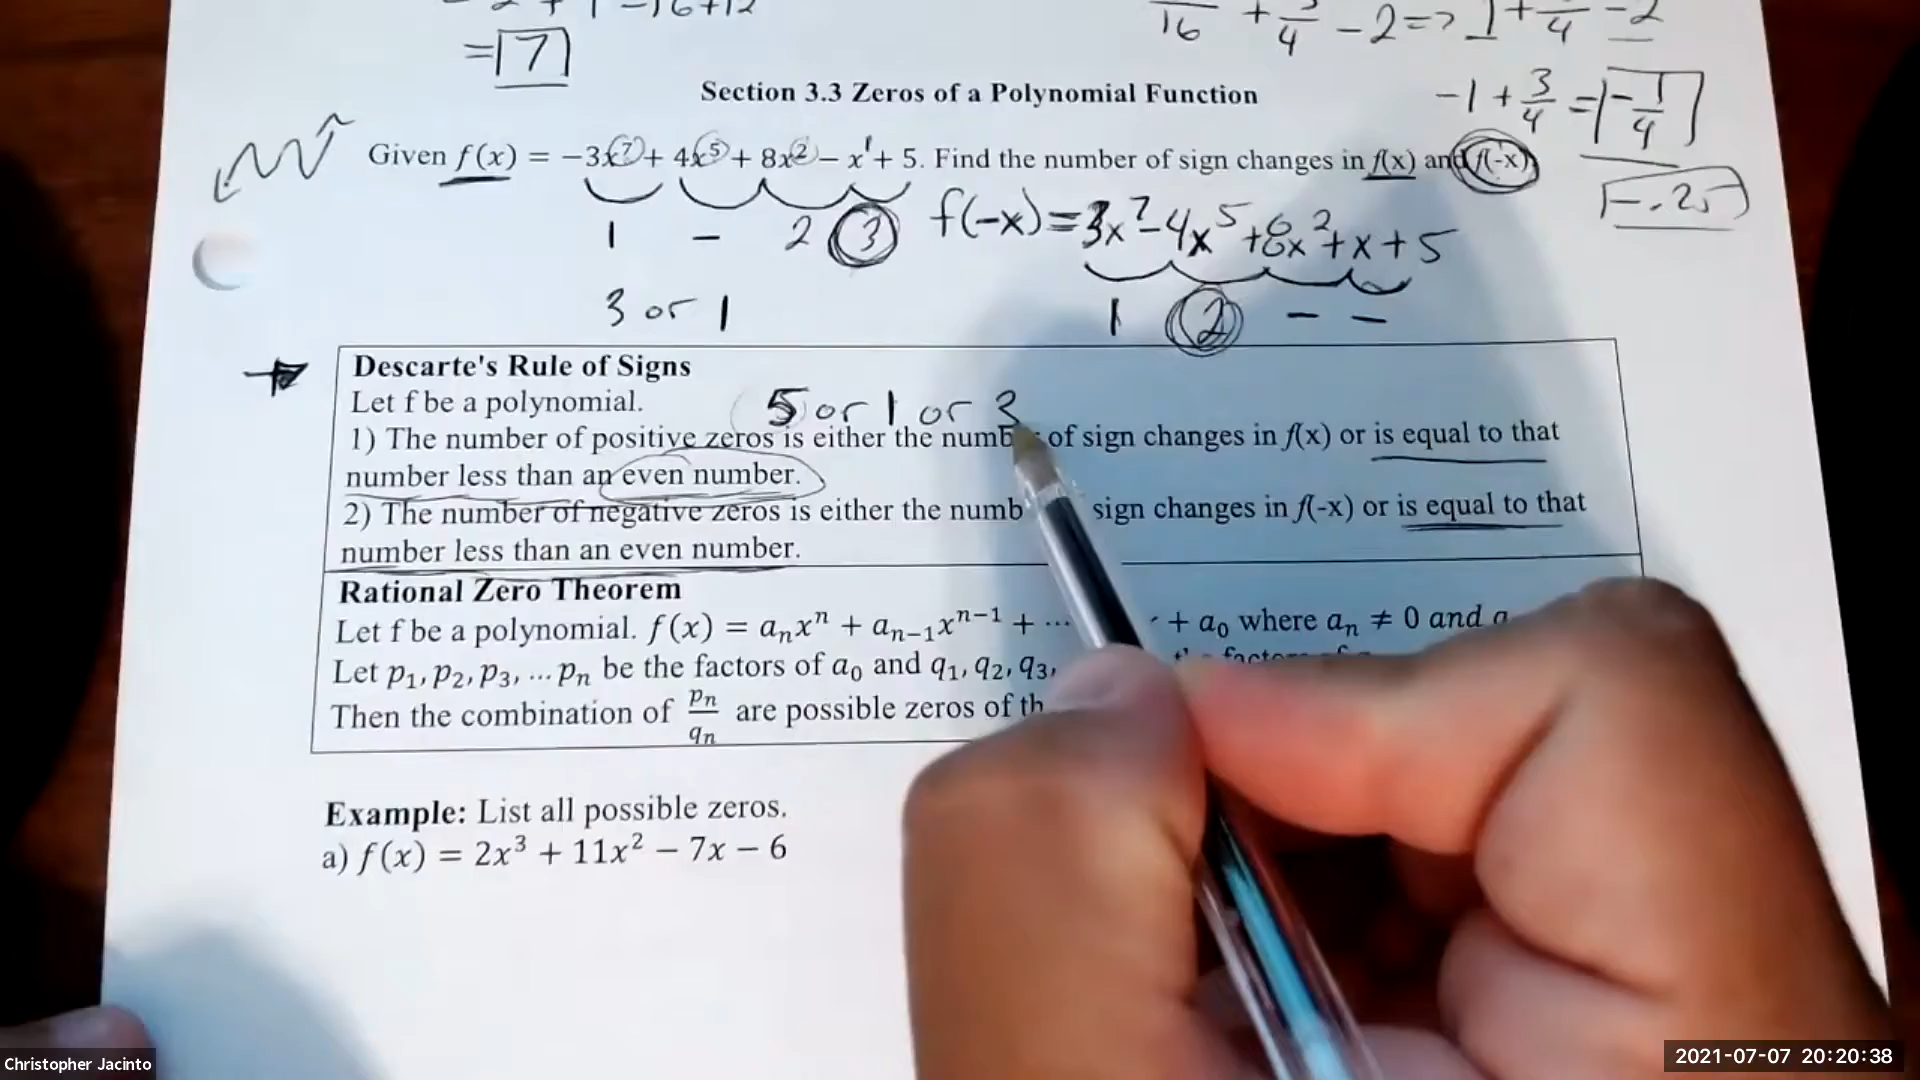 =7
16 + 3/4 - 2 => 1 + /4 - 2
Section 3.3 Zeros of a Polynomial Function
-1 + 3/4 = -1/4
-.25
Given f(x) = −3x⁷ + 4x⁵ + 8x² − x¹ + 5. Find the number of sign changes in f(x) and f(-x)
f(-x) = 3x⁷ - 4x⁵ + 8x² + x + 5
1 - 2 3
1 2 - -
3 or 1
Descarte's Rule of Signs
Let f be a polynomial.
5 or 1 or 3
1) The number of positive zeros is either the numb of sign changes in f(x) or is equal to that
number less than an even number.
2) The number of negative zeros is either the numb sign changes in f(-x) or is equal to that
number less than an even number.
Rational Zero Theorem
Let f be a polynomial. f(x) = aₙxⁿ + aₙ₋₁xⁿ⁻¹ + ⋯ + a₀ where aₙ ≠ 0 and
Let p₁, p₂, p₃, … pₙ be the factors of a₀ and q₁, q₂, q₃,
Then the combination of pₙ/qₙ are possible zeros of th
Example: List all possible zeros.
a) f(x) = 2x³ + 11x² − 7x − 6
Christopher Jacinto
2021-07-07 20:20:38